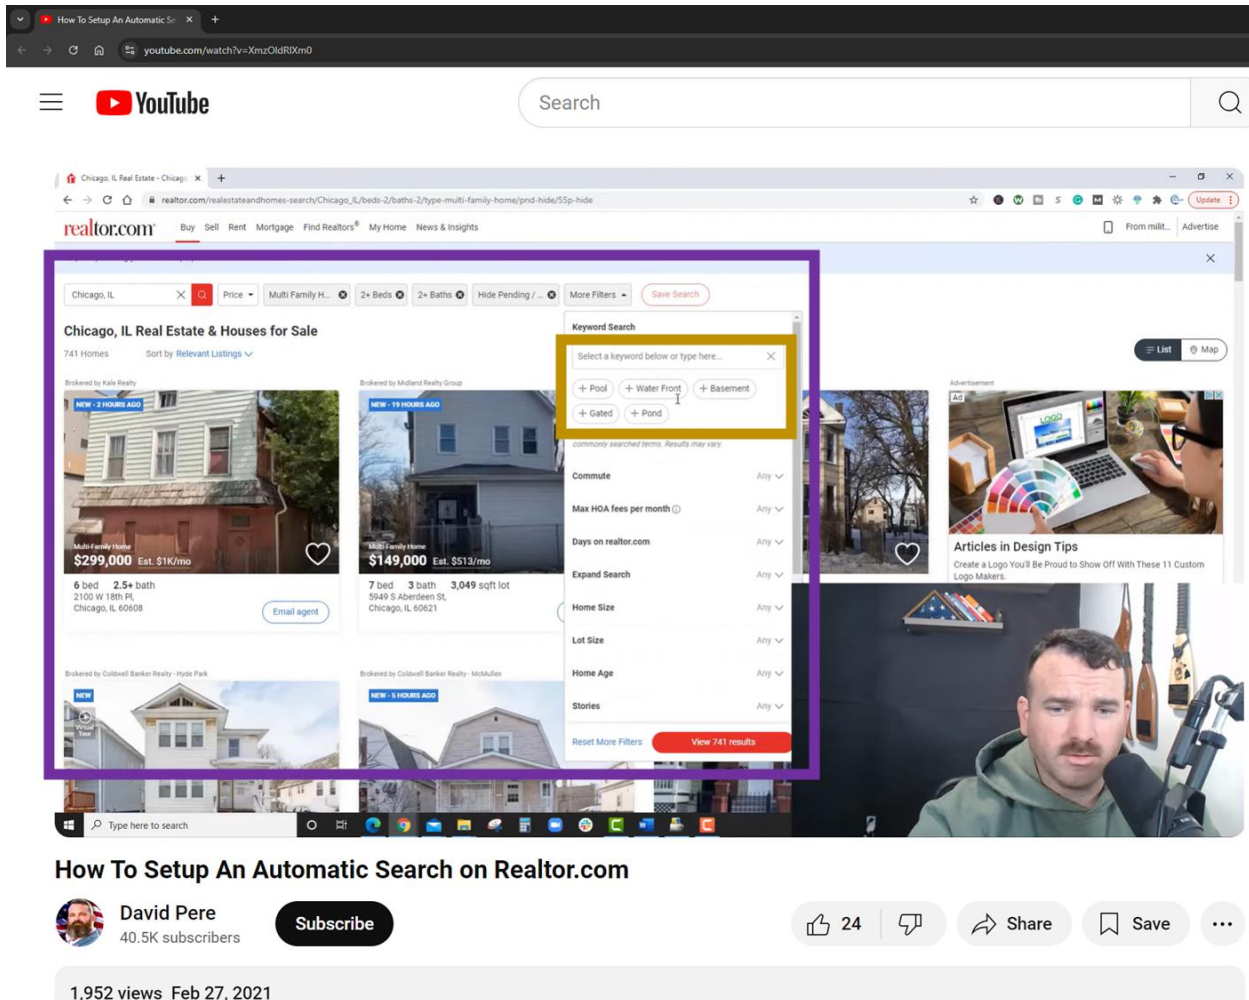 How To Setup An Automatic Se
youtube.com/watch?v=XmzOldRlXm0
YouTube
Search
Chicago, IL Real Estate - Chicag
realtor.com/realestateandhomes-search/Chicago_IL/beds-2/baths-2/type-multi-family-home/pnd-hide/55p-hide
Update
realtor.com® Buy Sell Rent Mortgage Find Realtors® My Home News & Insights From milit... Advertise
Chicago, IL Price Multi Family H... 2+ Beds 2+ Baths Hide Pending / ... More Filters Save Search
Chicago, IL Real Estate & Houses for Sale
741 Homes Sort by Relevant Listings
Keyword Search
Select a keyword below or type here...
+ Pool + Water Front + Basement
+ Gated + Pond
commonly searched terms. Results may vary.
Commute Any
Max HOA fees per month Any
Days on realtor.com Any
Expand Search Any
Home Size Any
Lot Size Any
Home Age Any
Stories Any
Reset More Filters View 741 results
List Map
Brokered by Kale Realty
NEW - 2 HOURS AGO
Multi-Family Home
$299,000 Est. $1K/mo
6 bed 2.5+ bath
2100 W 18th Pl,
Chicago, IL 60608
Email agent
Brokered by Midland Realty Group
NEW - 19 HOURS AGO
Multi-Family Home
$149,000 Est. $513/mo
7 bed 3 bath 3,049 sqft lot
5949 S Aberdeen St,
Chicago, IL 60621
Advertisement
Ad
LOGO
Articles in Design Tips
Create a Logo You'll Be Proud to Show Off With These 11 Custom
Logo Makers.
Brokered by Coldwell Banker Realty - Hyde Park
NEW
Virtual
Tour
Brokered by Coldwell Banker Realty - McMullen
NEW - 5 HOURS AGO
Type here to search
How To Setup An Automatic Search on Realtor.com
David Pere
40.5K subscribers
Subscribe
24
Share
Save
1,952 views Feb 27, 2021